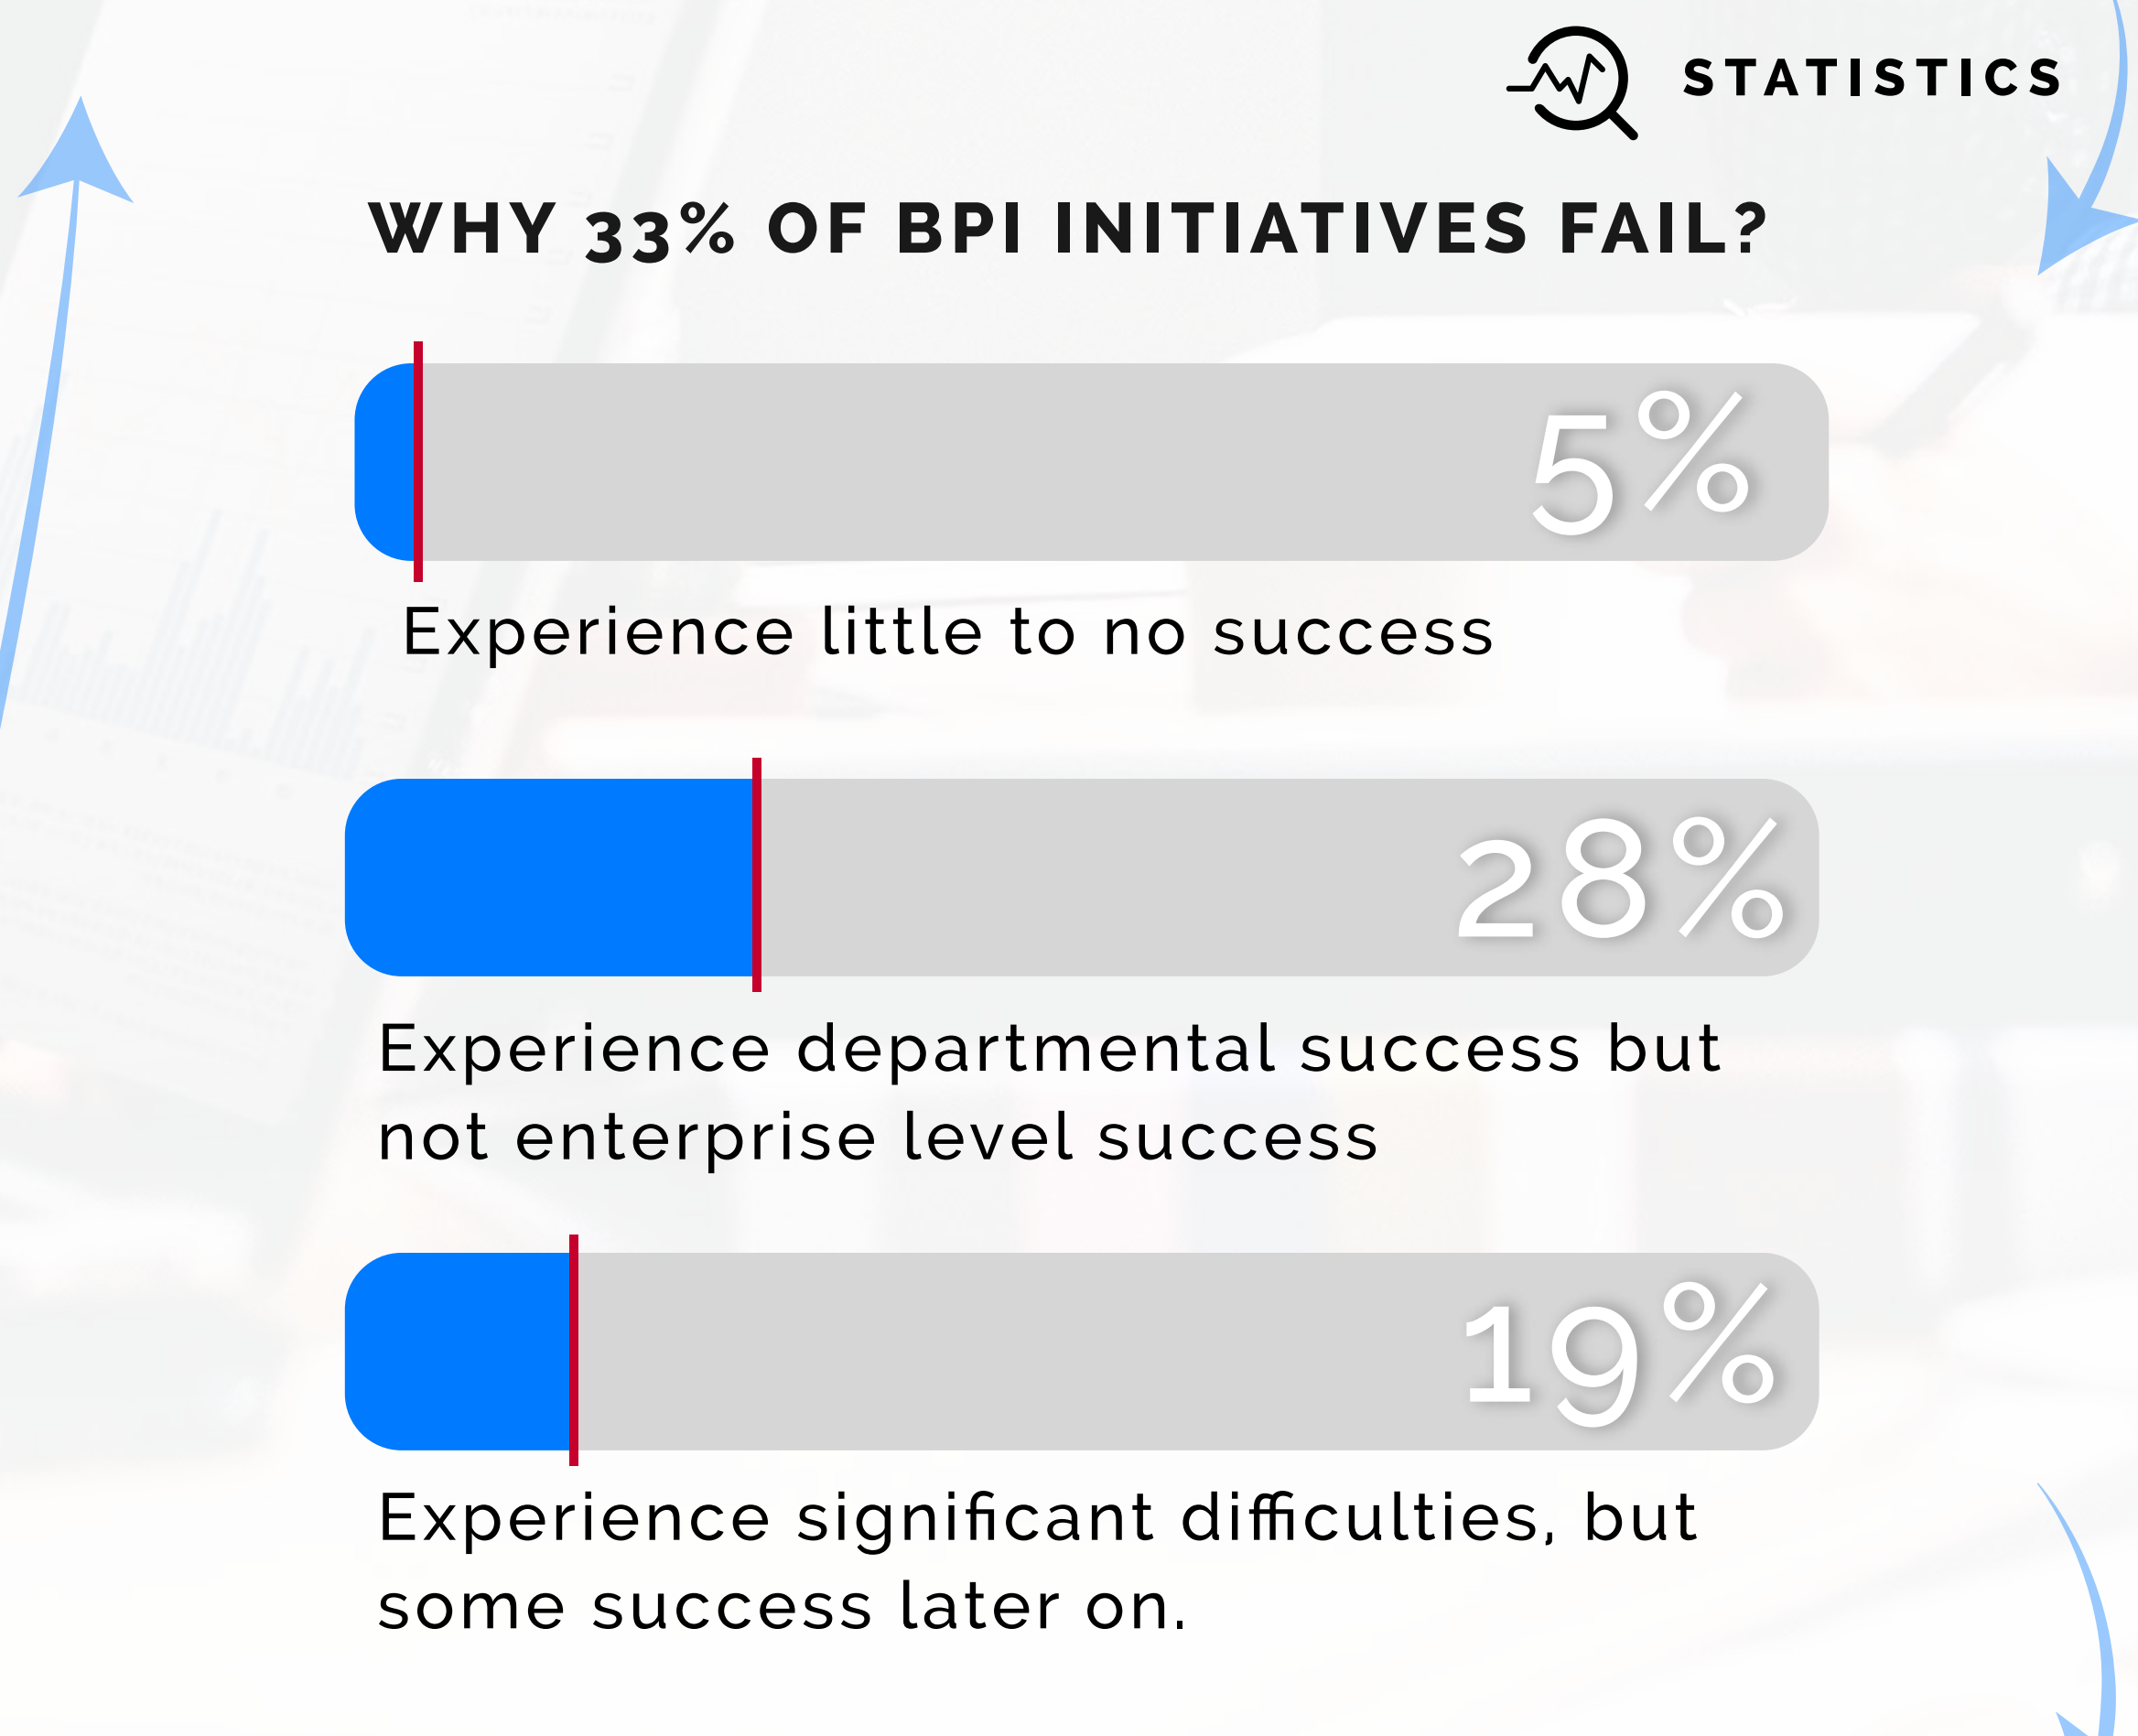 STATISTICS
WHY 33% OF BPI INITIATIVES FAIL?
5%
Experience little to no success
28%
Experience departmental success but
not enterprise level success
19%
Experience significant difficulties, but
some success later on.